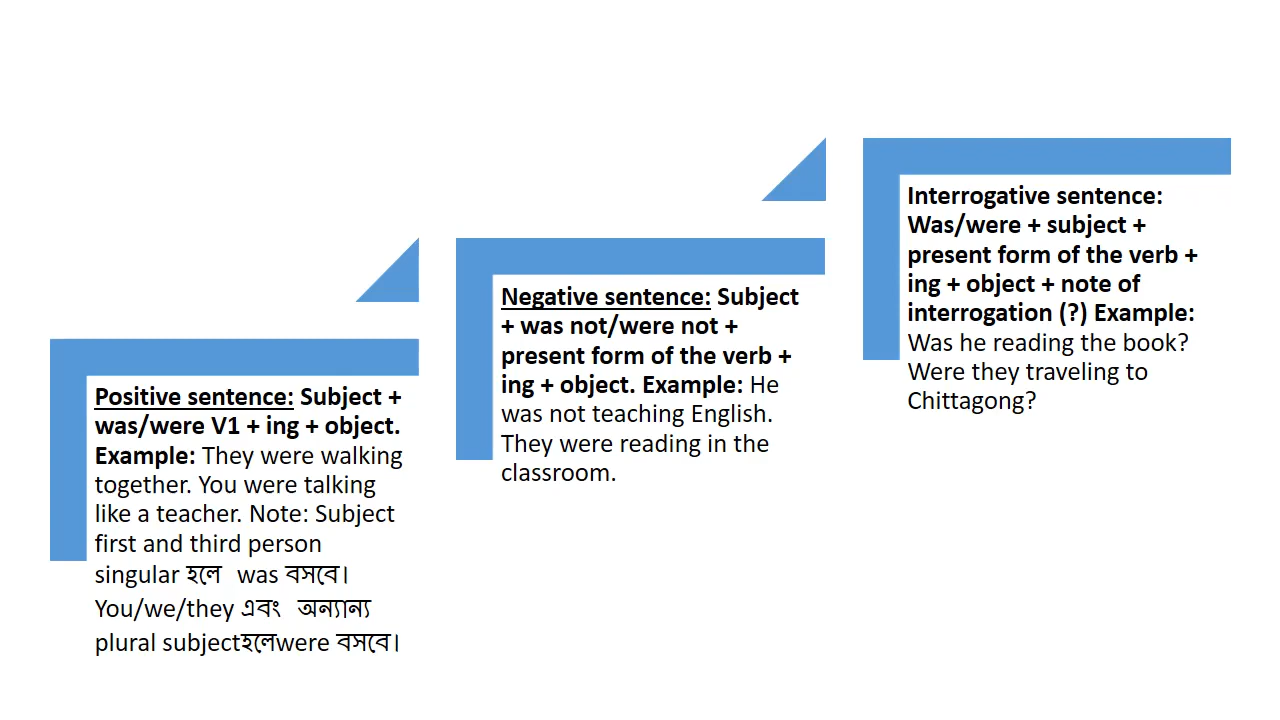 Positive sentence: Subject +
was/were V1 + ing + object.
Example: They were walking
together. You were talking
like a teacher. Note: Subject
first and third person
singular হলে was বসবে।
You/we/they এবং অন্যান্য
plural subjectহলেwere বসবে।
Negative sentence: Subject
+ was not/were not +
present form of the verb +
ing + object. Example: He
was not teaching English.
They were reading in the
classroom.
Interrogative sentence:
Was/were + subject +
present form of the verb +
ing + object + note of
interrogation (?) Example:
Was he reading the book?
Were they traveling to
Chittagong?